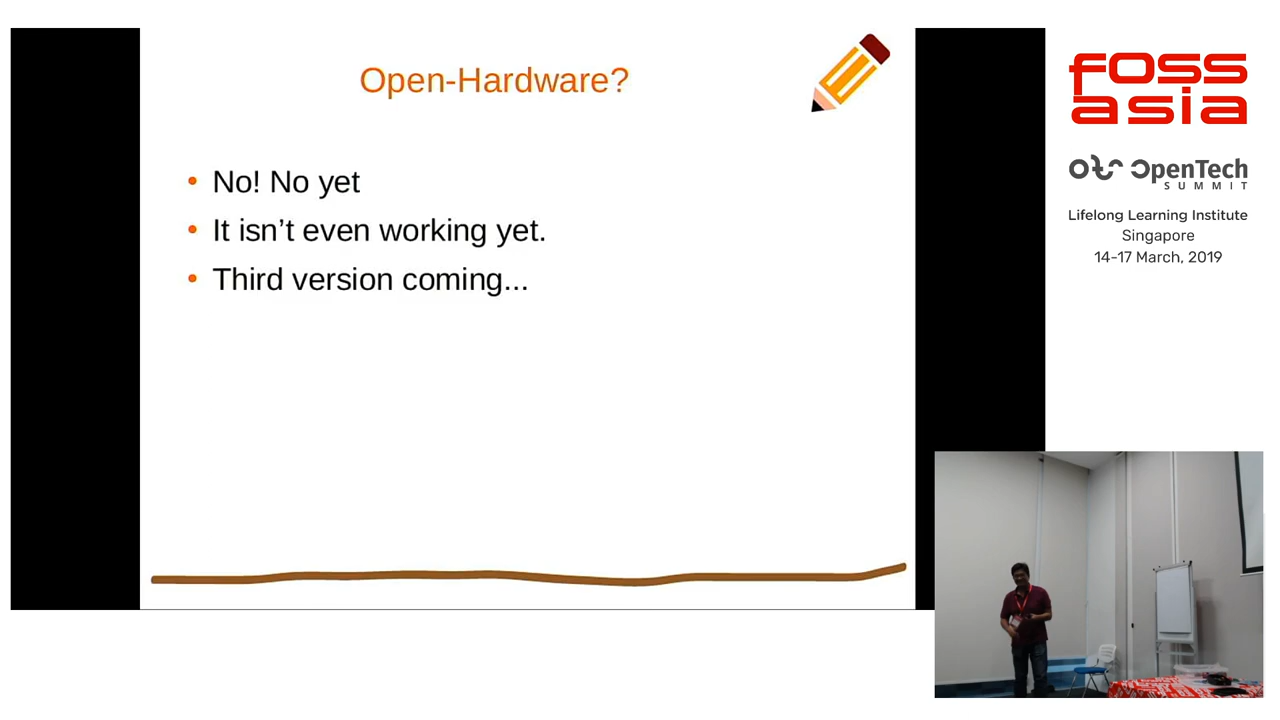 Open-Hardware?
No! No yet
It isn't even working yet.
Third version coming...
fOSS
asia
OpenTech
SUMMIT
Lifelong Learning Institute
Singapore
14-17 March, 2019